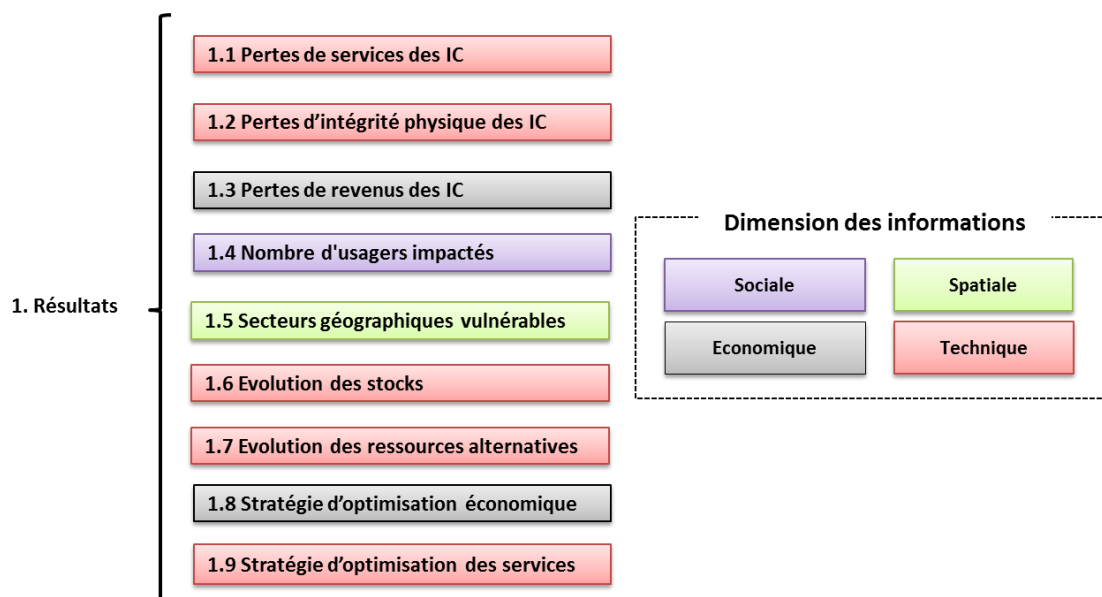 1. Résultats
1.1 Pertes de services des IC
1.2 Pertes d’intégrité physique des IC
1.3 Pertes de revenus des IC
1.4 Nombre d'usagers impactés
1.5 Secteurs géographiques vulnérables
1.6 Evolution des stocks
1.7 Evolution des ressources alternatives
1.8 Stratégie d’optimisation économique
1.9 Stratégie d’optimisation des services
Dimension des informations
Sociale
Spatiale
Economique
Technique